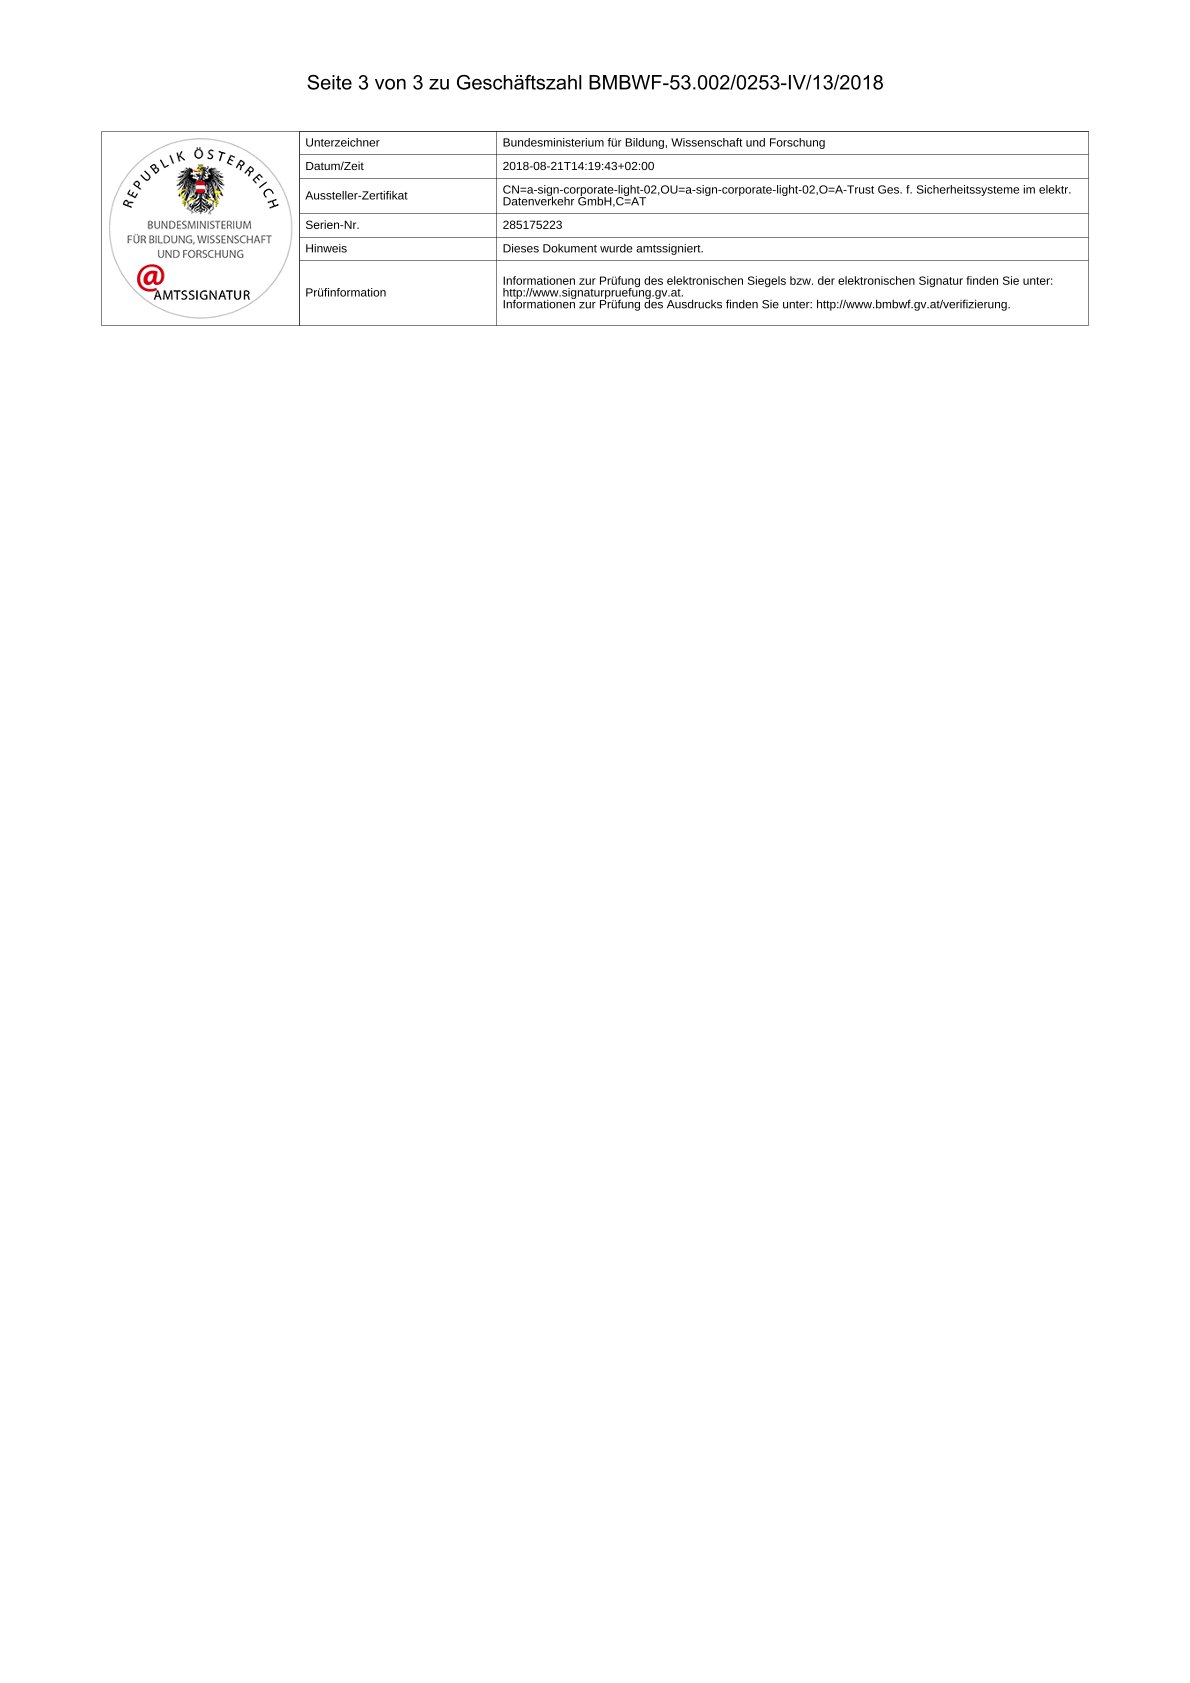 Seite 3 von 3 zu Geschäftszahl BMBWF-53.002/0253-IV/13/2018
REPUBLIK ÖSTERREICH
BUNDESMINISTERIUM
FÜR BILDUNG, WISSENSCHAFT
UND FORSCHUNG
@
AMTSSIGNATUR
Unterzeichner
Bundesministerium für Bildung, Wissenschaft und Forschung
Datum/Zeit
2018-08-21T14:19:43+02:00
Aussteller-Zertifikat
CN=a-sign-corporate-light-02,OU=a-sign-corporate-light-02,O=A-Trust Ges. f. Sicherheitssysteme im elektr.
Datenverkehr GmbH,C=AT
Serien-Nr.
285175223
Hinweis
Dieses Dokument wurde amtssigniert.
Prüfinformation
Informationen zur Prüfung des elektronischen Siegels bzw. der elektronischen Signatur finden Sie unter:
http://www.signaturpruefung.gv.at.
Informationen zur Prüfung des Ausdrucks finden Sie unter: http://www.bmbwf.gv.at/verifizierung.